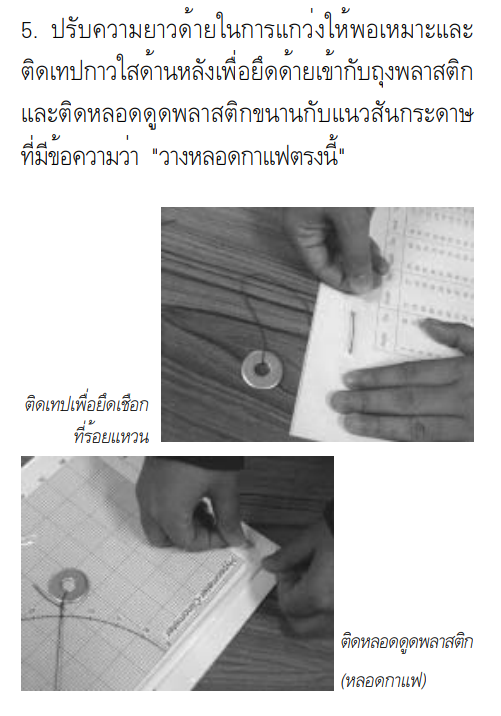 5. ปรับความยาวด้ายในการแกว่งให้พอเหมาะและ
ติดเทปกาวใสด้านหลังเพื่อยึดด้ายเข้ากับถุงพลาสติก
และติดหลอดดูดพลาสติกขนานกับแนวสันกระดาษ
ที่มีข้อความว่า "วางหลอดกาแฟตรงนี้"
ติดเทปเพื่อยึดเชือก
ที่ร้อยแหวน
ติดหลอดดูดพลาสติก
(หลอดกาแฟ)